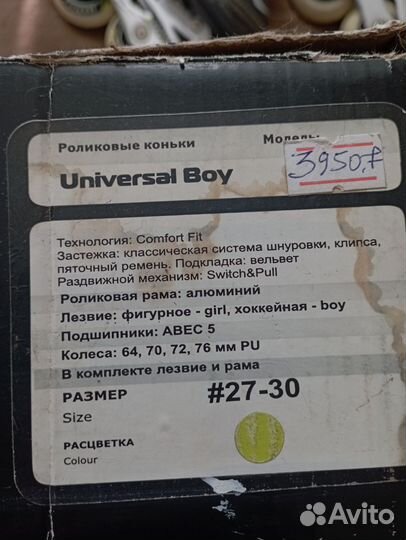 Роликовые коньки Модель:
Universal Boy
3950.₽
Технология: Comfort Fit
Застежка: классическая система шнуровки, клипса,
пяточный ремень. Подкладка: вельвет
Раздвижной механизм: Switch&Pull
Роликовая рама: алюминий
Лезвие: фигурное - girl, хоккейная - boy
Подшипники: ABEC 5
Колеса: 64, 70, 72, 76 мм PU
В комплекте лезвие и рама
РАЗМЕР #27-30
Size
РАСЦВЕТКА
Colour
Avito